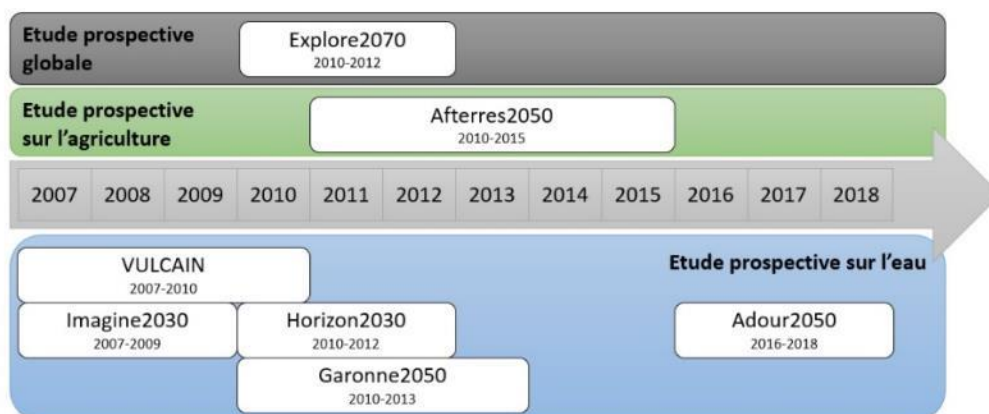 Etude prospective
globale
Explore2070
2010-2012
Etude prospective
sur l'agriculture
Afterres2050
2010-2015
2007 2008 2009 2010 2011 2012 2013 2014 2015 2016 2017 2018
VULCAIN
2007-2010
Etude prospective sur l'eau
Imagine2030
2007-2009
Horizon2030
2010-2012
Adour2050
2016-2018
Garonne2050
2010-2013